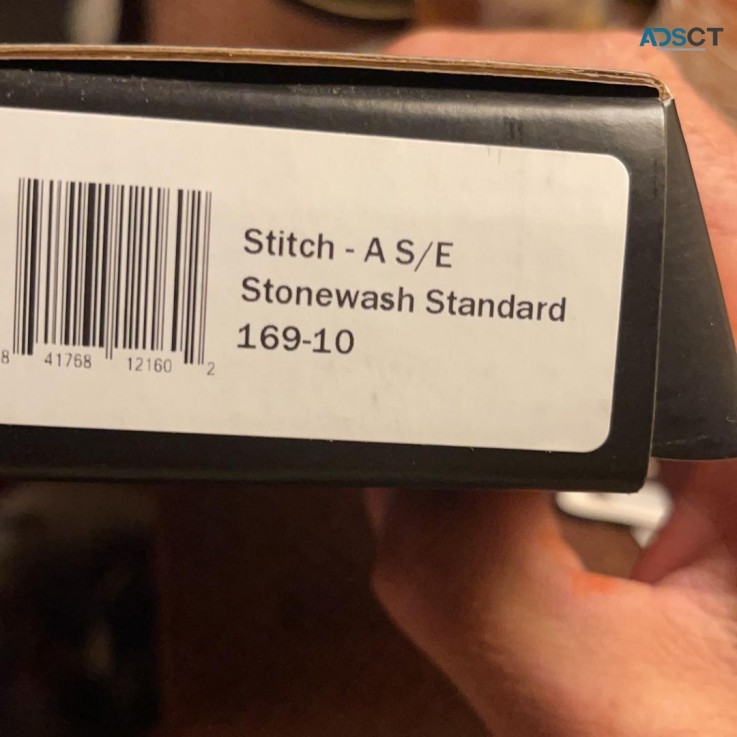 ADSCT
Stitch - A S/E
Stonewash Standard
169-10
8 41768 12160 2